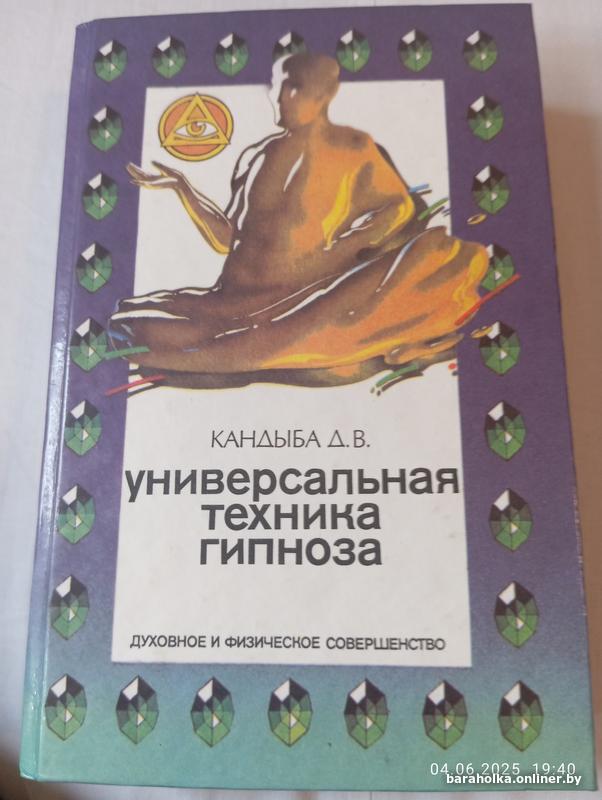 КАНДЫБА Д.В.
универсальная
техника
гипноза
ДУХОВНОЕ И ФИЗИЧЕСКОЕ СОВЕРШЕНСТВО
04.06.2025 19:40
baraholka.onliner.by